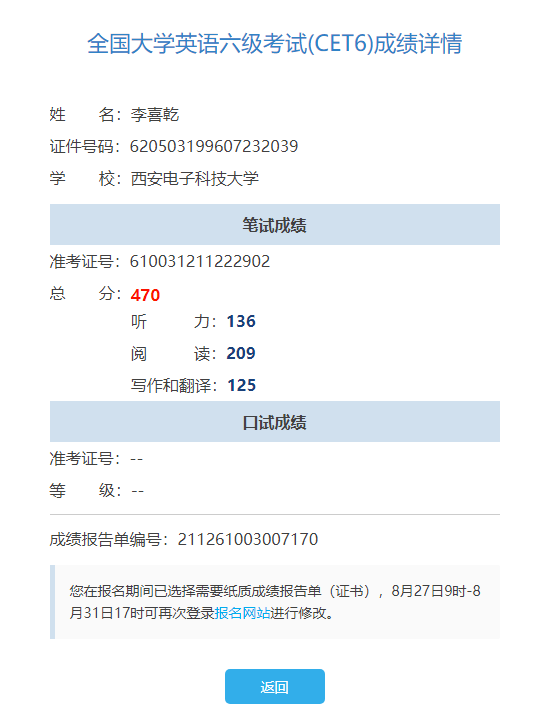 全国大学英语六级考试(CET6)成绩详情
姓 名：李喜乾
证件号码：620503199607232039
学 校：西安电子科技大学
笔试成绩
准考证号：610031211222902
总 分：470
听 力：136
阅 读：209
写作和翻译：125
口试成绩
准考证号：--
等 级：--
成绩报告单编号：211261003007170
您在报名期间已选择需要纸质成绩报告单（证书），8月27日9时-8
月31日17时可再次登录报名网站进行修改。
返回